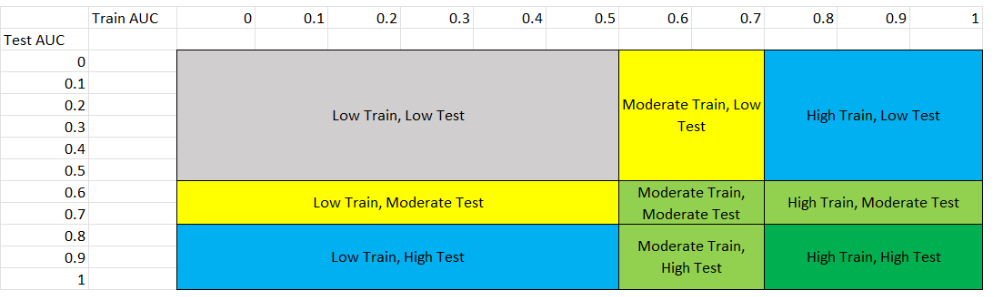 Train AUC 0 0.1 0.2 0.3 0.4 0.5 0.6 0.7 0.8 0.9 1
Test AUC
0
0.1
0.2
0.3
0.4
0.5
0.6
0.7
0.8
0.9
1
Low Train, Low Test
Moderate Train, Low
Test
High Train, Low Test
Low Train, Moderate Test
Moderate Train,
Moderate Test
High Train, Moderate Test
Low Train, High Test
Moderate Train,
High Test
High Train, High Test